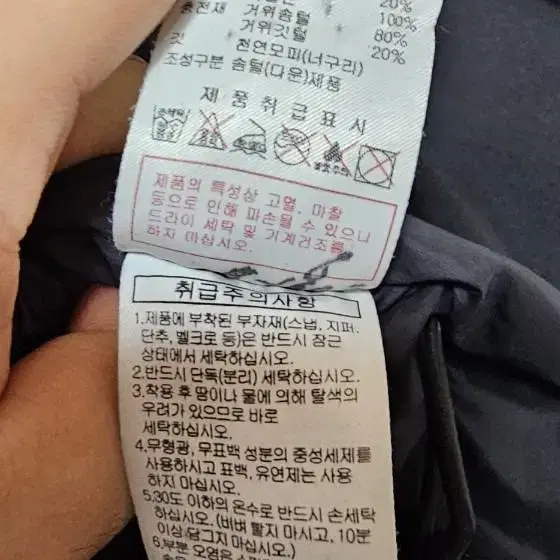 20%
100%
충전재 거위솜털 80%
거위깃털 20%
깃 천연모피(너구리)
조성구분 솜털(다운)제품
제품취급표시
제품의 특성상 고열, 마찰
등으로 인해 파손될 수 있으니
드라이 세탁 및 기계건조를
하지 마십시오.
취급주의사항
1.제품에 부착된 부자재(스냅, 지퍼,
단추, 벨크로 등)은 반드시 잠근
상태에서 세탁하십시오.
2.반드시 단독(분리) 세탁하십시오.
3.착용 후 땀이나 물에 의해 탈색의
우려가 있으므로 바로
세탁하십시오.
4.무형광, 무표백 성분의 중성세제를
사용하시고 표백, 유연제는 사용
하지 마십시오.
5.30도 이하의 온수로 반드시 손세탁
하십시오. (비벼 빨지 마시고, 10분
이상 담그지 마십시오.)
6.부분 오염은